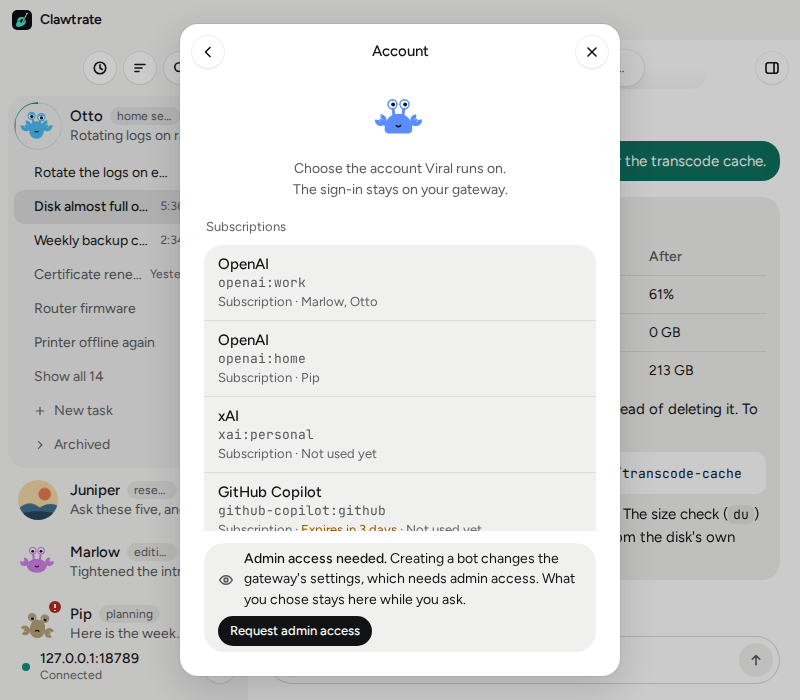 Clawtrate
Account
Otto
home se...
Rotating logs on r
Rotate the logs on e...
Disk almost full o...
5:36
Weekly backup c...
2:34
Certificate rene...
Yeste
Router firmware
Printer offline again
Show all 14
+ New task
> Archived
Juniper
rese...
Ask these five, an
Marlow
editi...
Tightened the intr
Pip
planning
Here is the week.
127.0.0.1:18789
Connected
Choose the account Viral runs on.
The sign-in stays on your gateway.
Subscriptions
OpenAI
openai:work
Subscription · Marlow, Otto
OpenAI
openai:home
Subscription · Pip
xAI
xai:personal
Subscription · Not used yet
GitHub Copilot
github-copilot:github
Subscription · Expires in 3 days · Not used yet
Admin access needed. Creating a bot changes the
gateway's settings, which needs admin access. What
you chose stays here while you ask.
Request admin access
the transcode cache.
After
61%
0 GB
213 GB
ead of deleting it. To
/transcode-cache
The size check (du)
om the disk's own